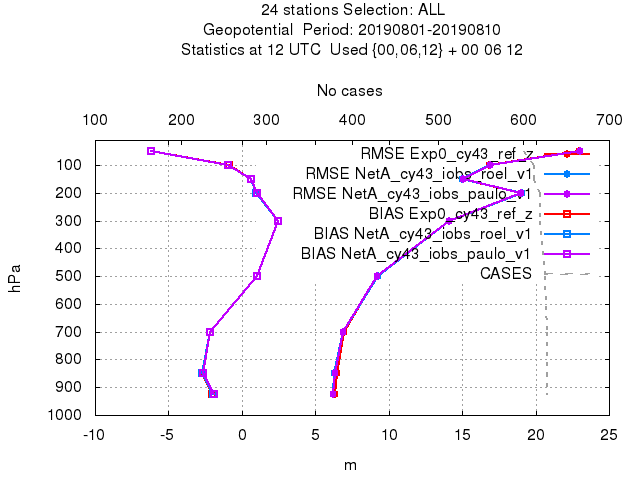 24 stations Selection: ALL
Geopotential  Period: 20190801-20190810
Statistics at 12 UTC  Used {00,06,12} + 00 06 12
No cases
100 200 300 400 500 600 700
RMSE Exp0_cy43_ref_z
RMSE NetA_cy43_iobs_roel_v1
RMSE NetA_cy43_iobs_paulo_v1
BIAS Exp0_cy43_ref_z
BIAS NetA_cy43_iobs_roel_v1
BIAS NetA_cy43_iobs_paulo_v1
CASES
100
200
300
400
500
600
700
800
900
1000
hPa
-10 -5 0 5 10 15 20 25
m